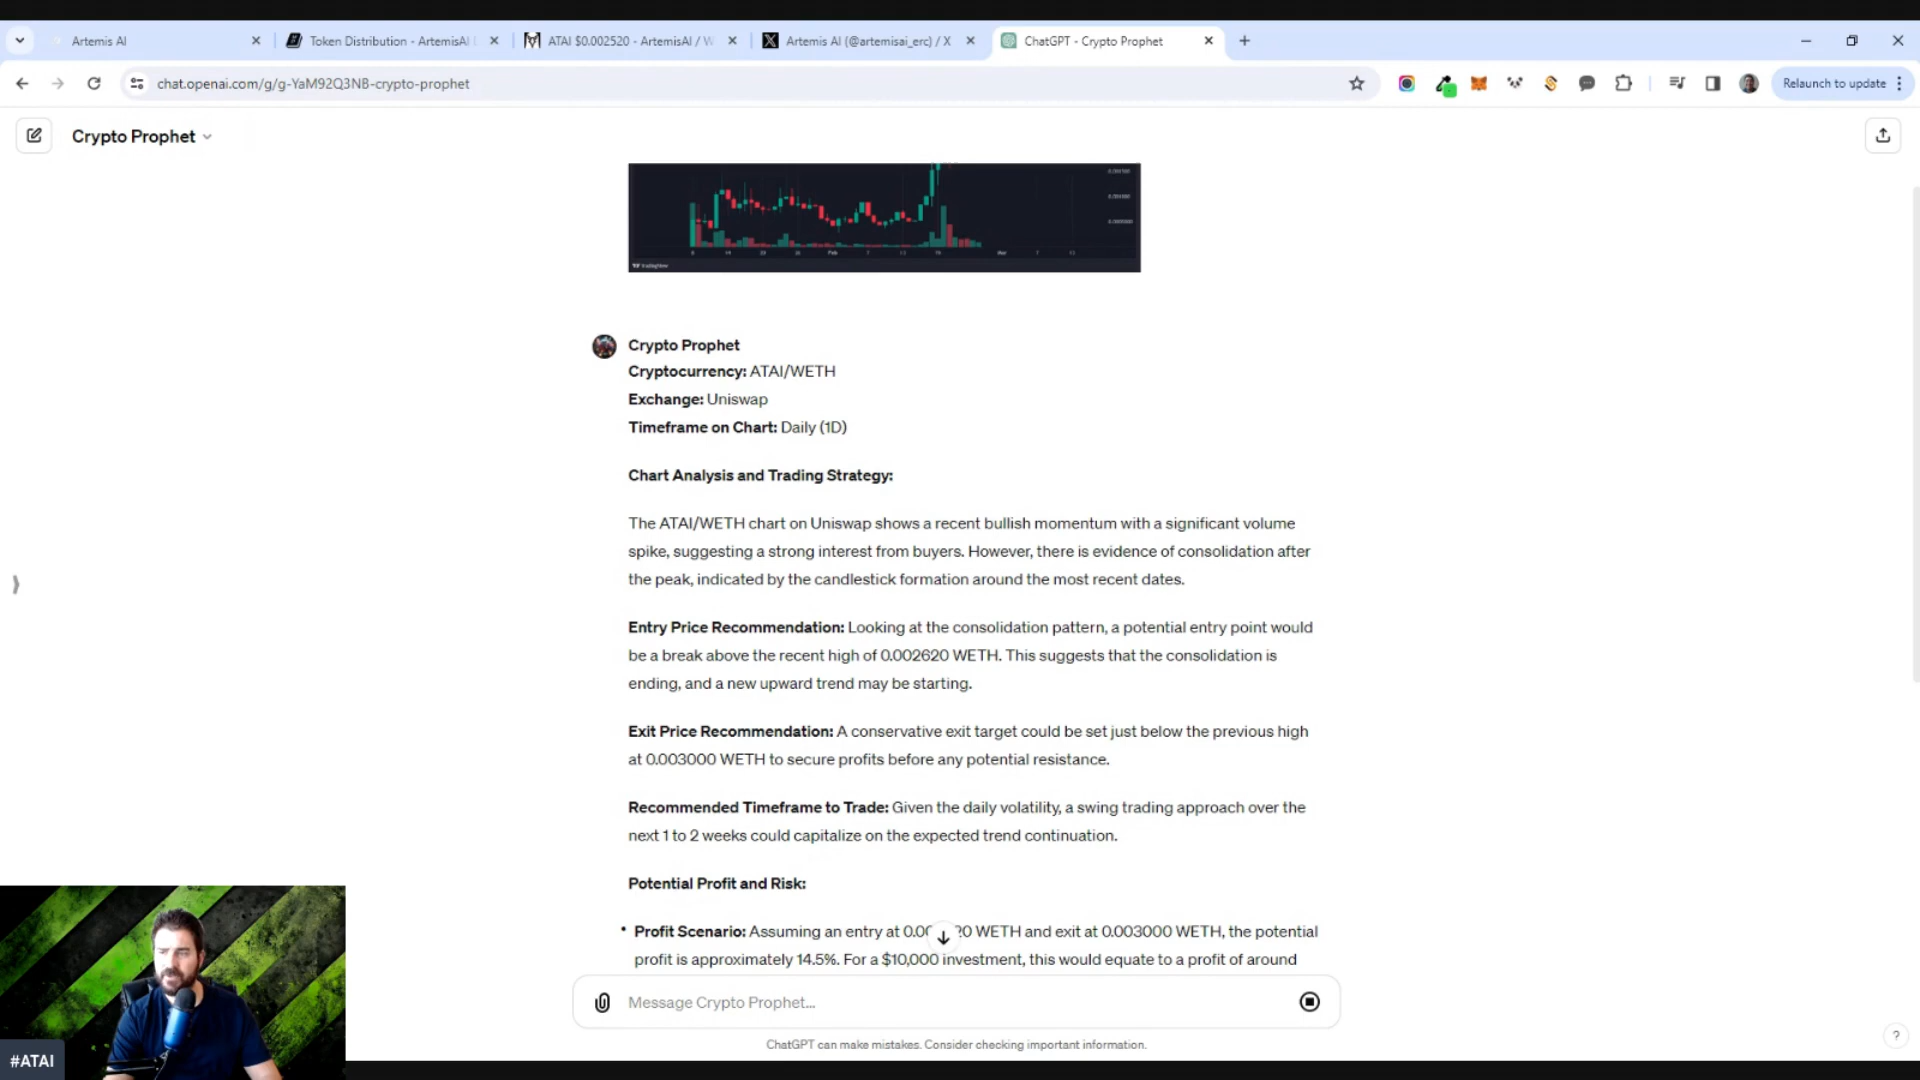 Artemis AI
Token Distribution - ArtemisAI
ATAI $0.002520 - ArtemisAI / W
Artemis AI (@artemisai_erc) / X
ChatGPT - Crypto Prophet
chat.openai.com/g/g-YaM92Q3NB-crypto-prophet
Relaunch to update
Crypto Prophet
Feb
Mar
TradingView
Crypto Prophet
Cryptocurrency: ATAI/WETH
Exchange: Uniswap
Timeframe on Chart: Daily (1D)
Chart Analysis and Trading Strategy:
The ATAI/WETH chart on Uniswap shows a recent bullish momentum with a significant volume
spike, suggesting a strong interest from buyers. However, there is evidence of consolidation after
the peak, indicated by the candlestick formation around the most recent dates.
Entry Price Recommendation: Looking at the consolidation pattern, a potential entry point would
be a break above the recent high of 0.002620 WETH. This suggests that the consolidation is
ending, and a new upward trend may be starting.
Exit Price Recommendation: A conservative exit target could be set just below the previous high
at 0.003000 WETH to secure profits before any potential resistance.
Recommended Timeframe to Trade: Given the daily volatility, a swing trading approach over the
next 1 to 2 weeks could capitalize on the expected trend continuation.
Potential Profit and Risk:
• Profit Scenario: Assuming an entry at WETH and exit at 0.003000 WETH, the potential
profit is approximately 14.5%. For a $10,000 investment, this would equate to a profit of around
Message Crypto Prophet...
ChatGPT can make mistakes. Consider checking important information.
?
#ATAI